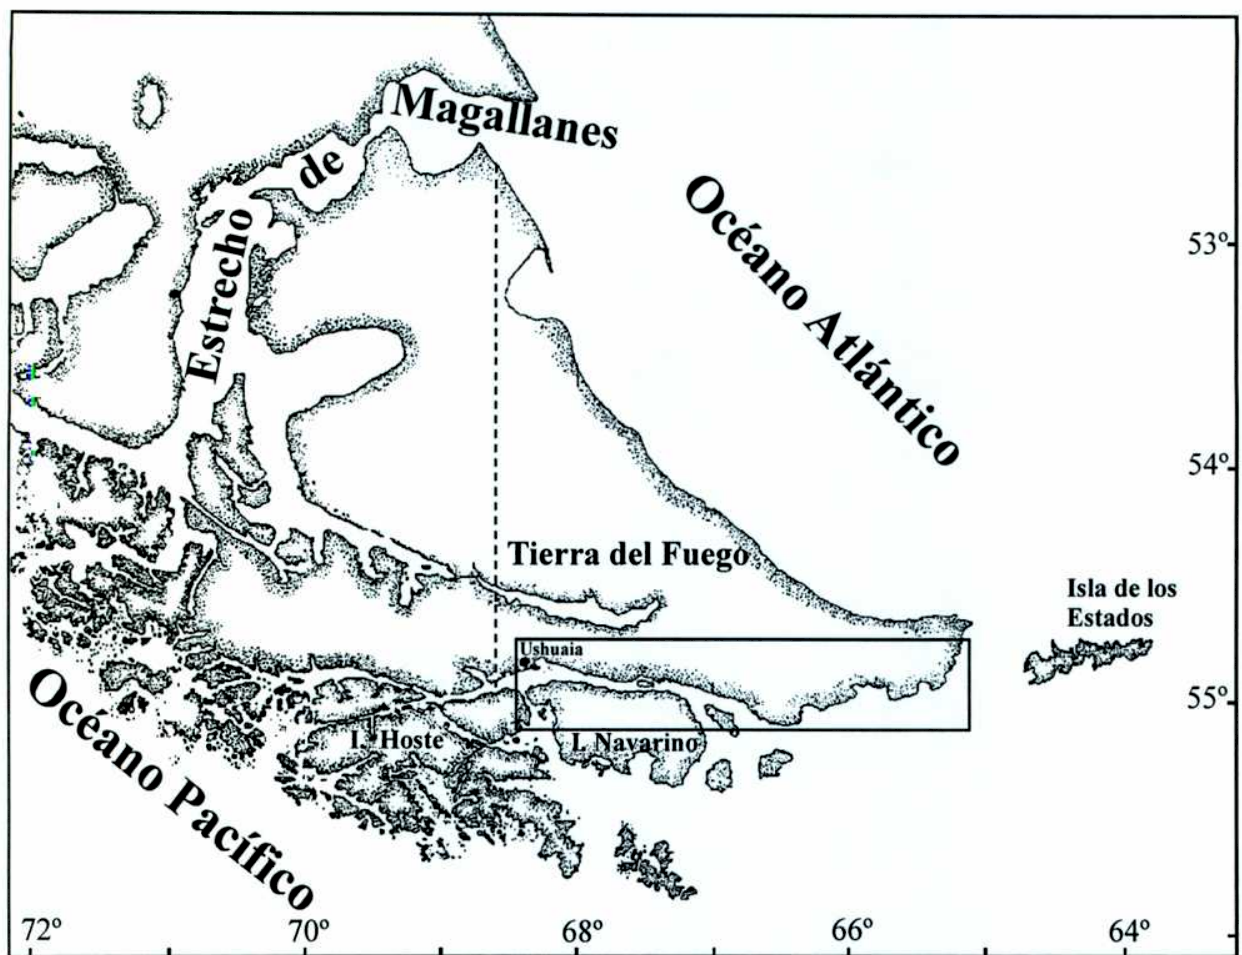 Estrecho de Magallanes
Océano Atlántico
53º
54º
Tierra del Fuego
Isla de los
Estados
Ushuaia
55º
I. Hoste
I. Navarino
Océano Pacífico
72º 70º 68º 66º 64º